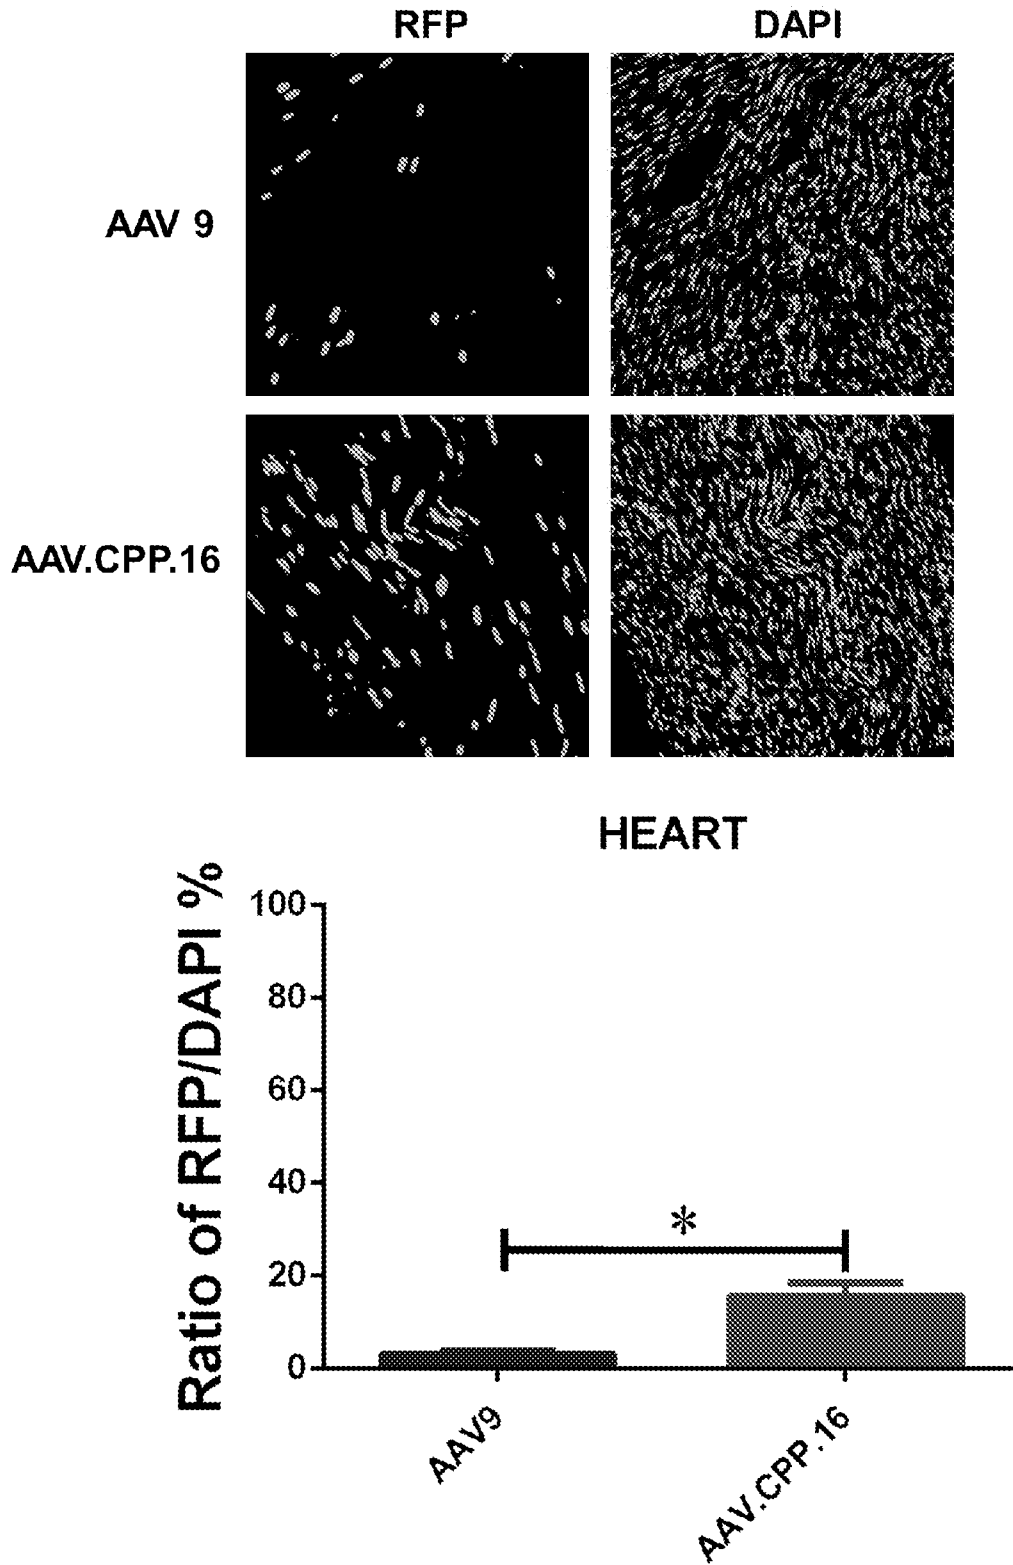 RFP
DAPI
AAV 9
AAV.CPP.16
HEART
Ratio of RFP/DAPI %
100
80
60
40
20
0
*
AAV9
AAV.CPP.16